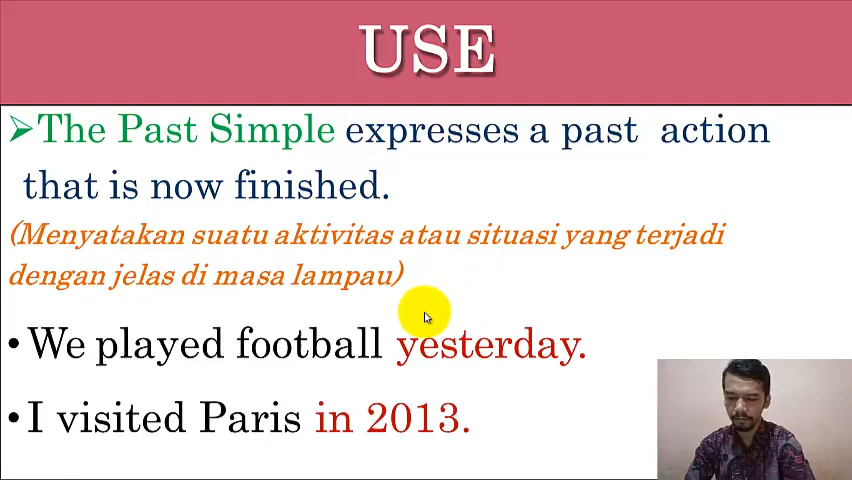 USE
➢The Past Simple expresses a past action
that is now finished.
(Menyatakan suatu aktivitas atau situasi yang terjadi
dengan jelas di masa lampau)
• We played football yesterday.
• I visited Paris in 2013.